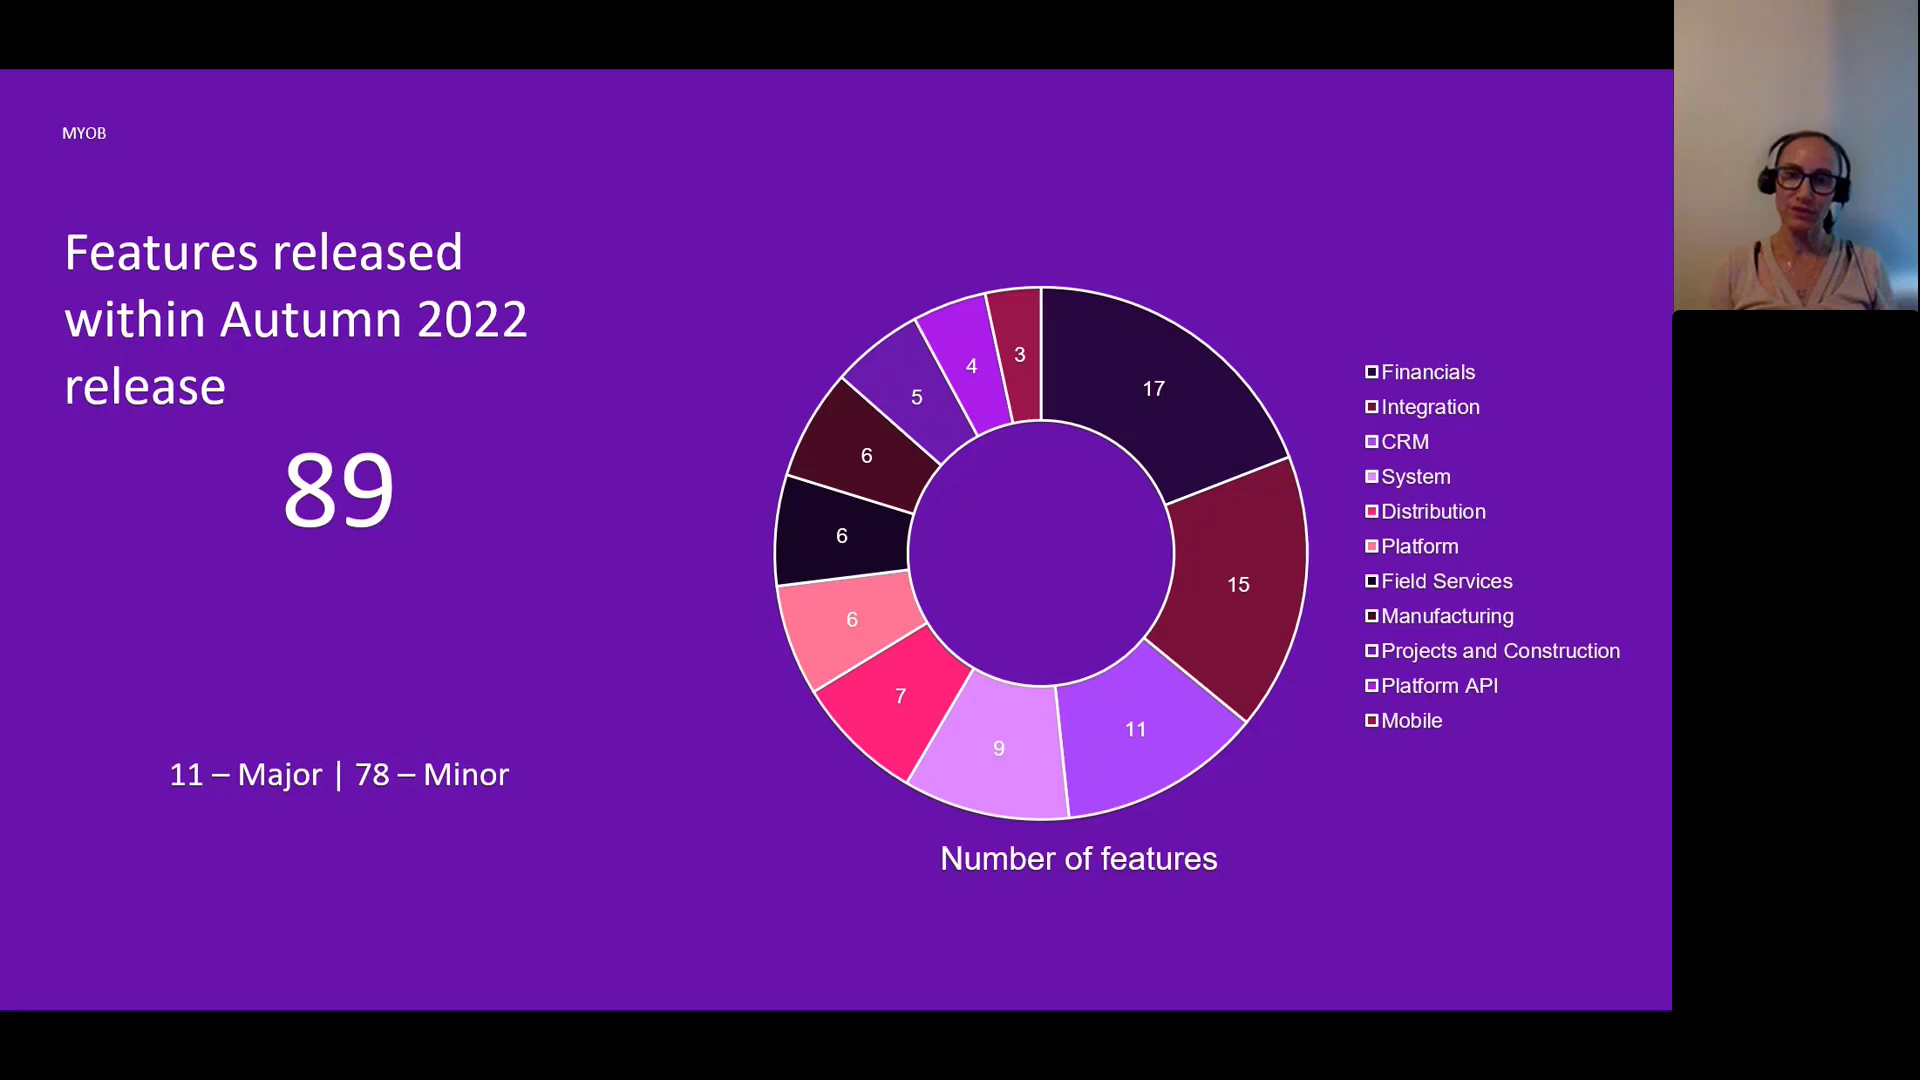 MYOB
Features released
within Autumn 2022
release
89
11 – Major | 78 – Minor
17
15
11
9
7
6
6
6
5
4
3
Number of features
Financials
Integration
CRM
System
Distribution
Platform
Field Services
Manufacturing
Projects and Construction
Platform API
Mobile